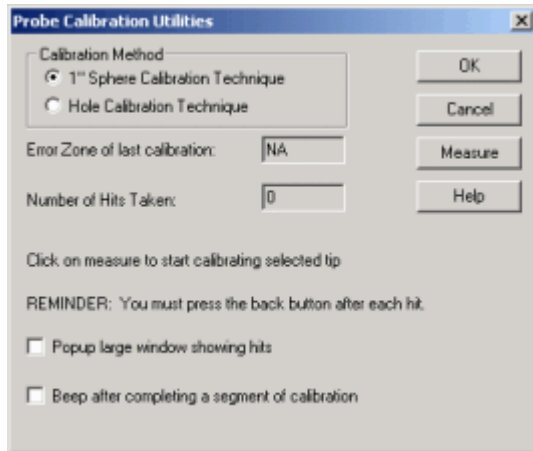 Probe Calibration Utilities
Calibration Method
1" Sphere Calibration Technique
Hole Calibration Technique
OK
Cancel
Error Zone of last calibration: NA
Measure
Number of Hits Taken: 0
Help
Click on measure to start calibrating selected tip
REMINDER: You must press the back button after each hit.
Popup large window showing hits
Beep after completing a segment of calibration